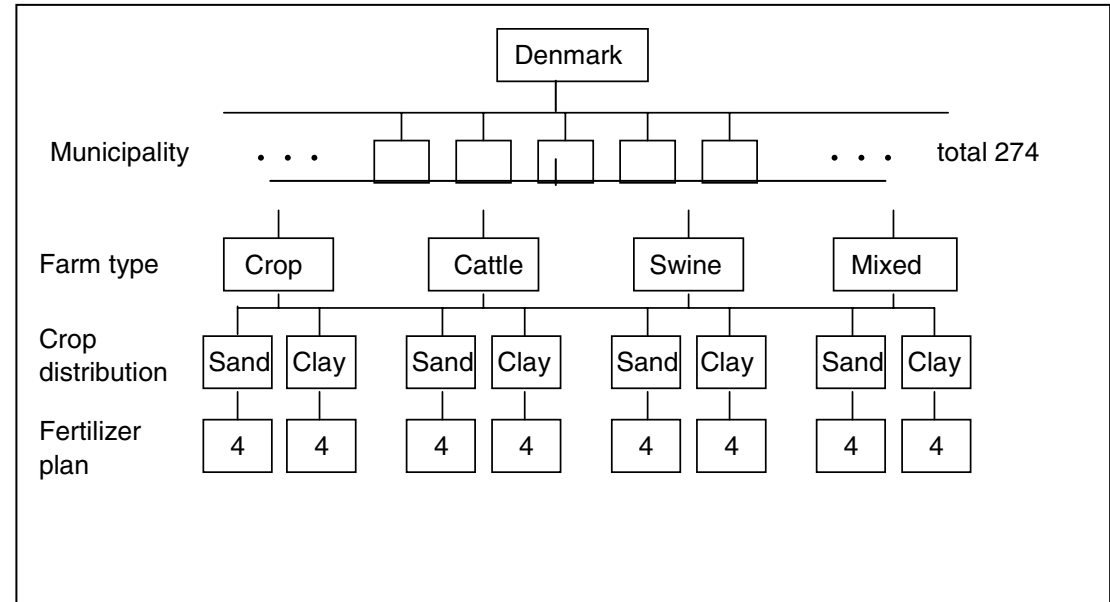 Denmark
Municipality . . . . . . total 274
Farm type Crop Cattle Swine Mixed
Crop
distribution Sand Clay Sand Clay Sand Clay Sand Clay
Fertilizer
plan 4 4 4 4 4 4 4 4